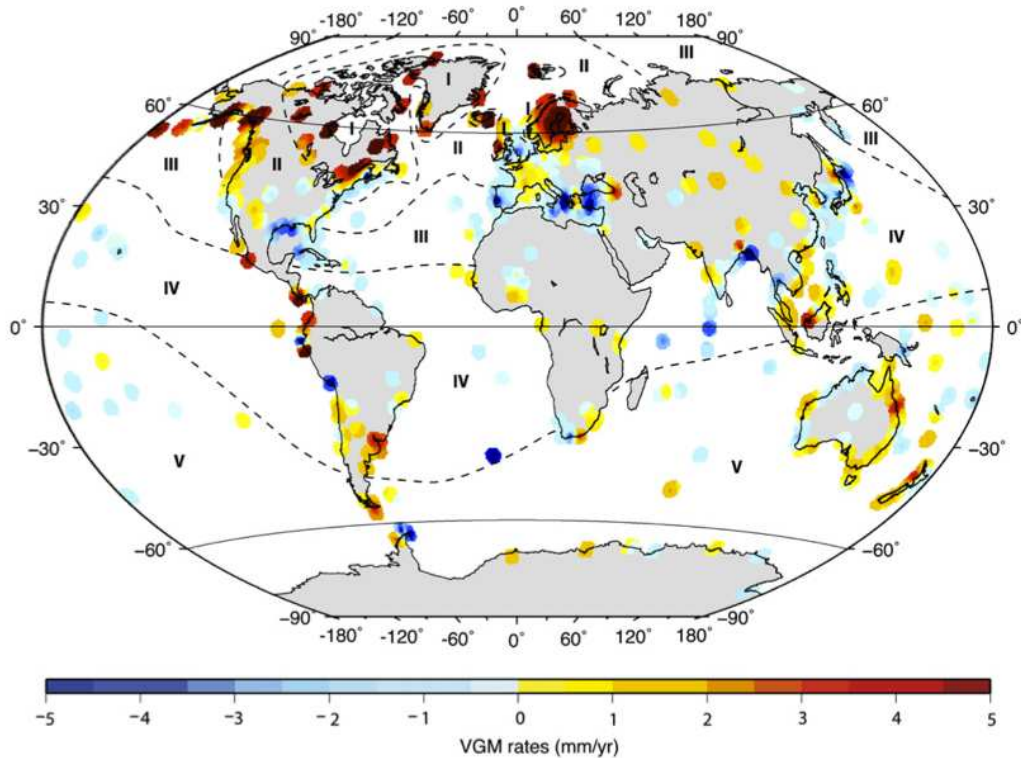 -180° -120° -60° 0° 60° 120° 180°
90° 90°
III
II
I
60° 60°
I I I
III II II III
30° 30°
III IV
IV
0° 0°
IV
−30° −30°
V V
−60° −60°
−90° −90°
-180° -120° -60° 0° 60° 120° 180°
−5 −4 −3 −2 −1 0 1 2 3 4 5
VGM rates (mm/yr)